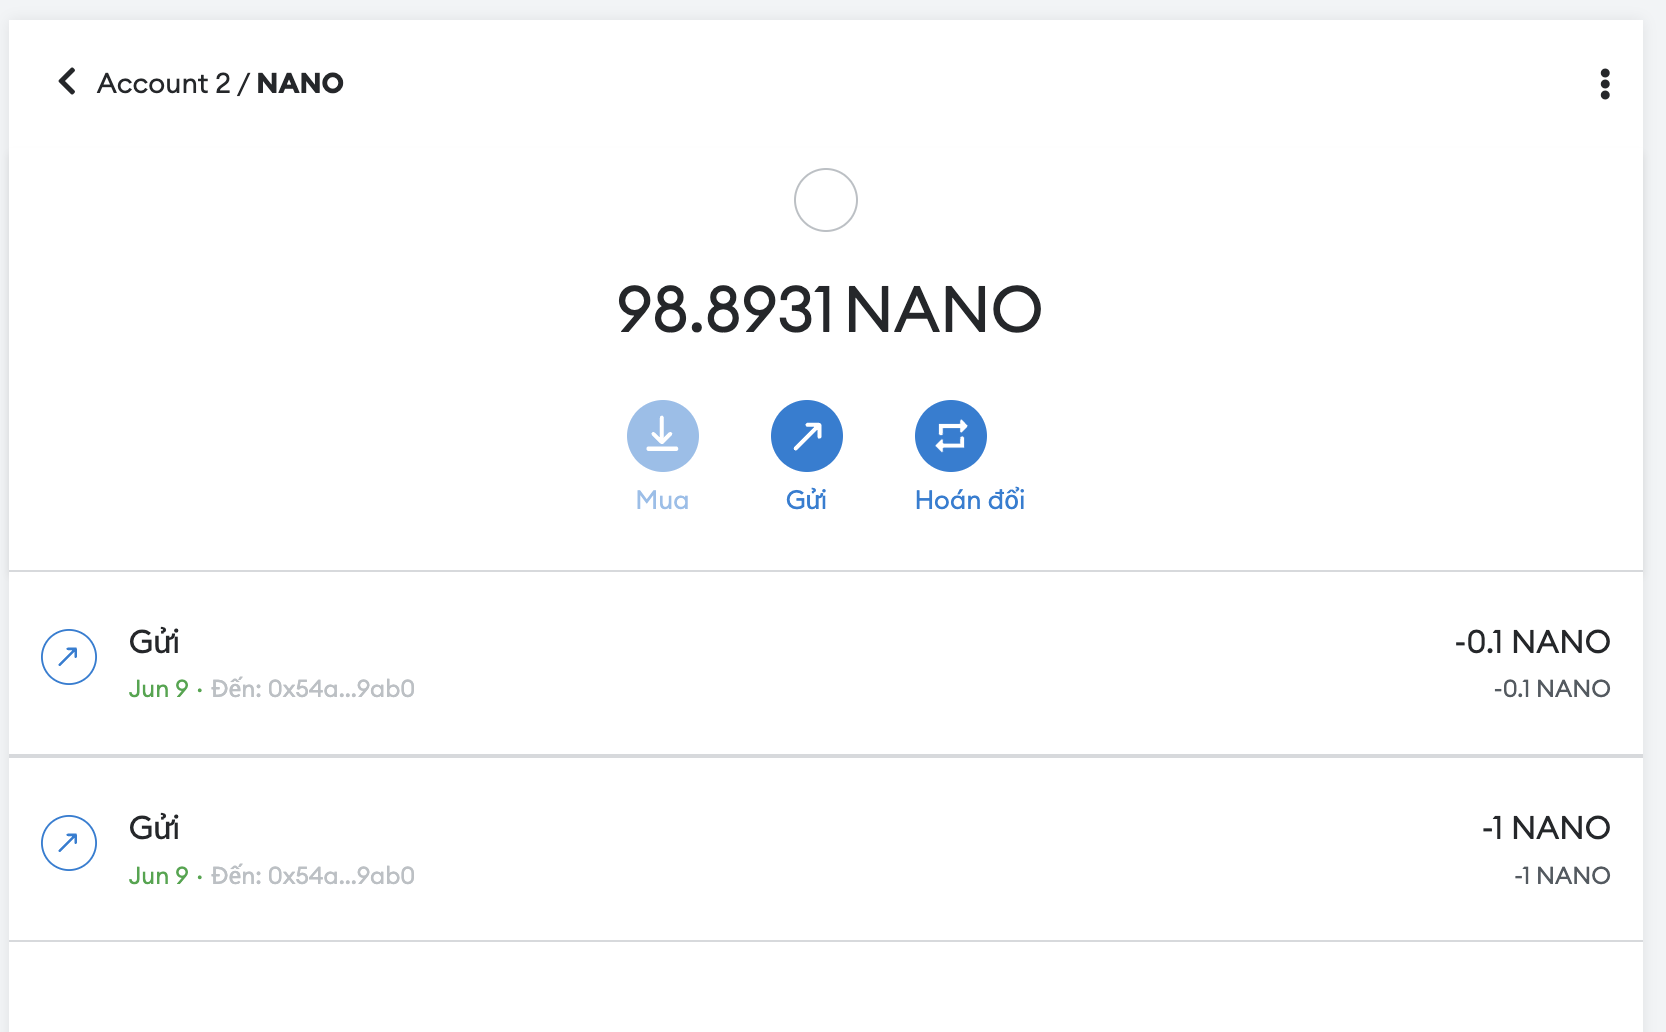 Account 2 / NANO
98.8931 NANO
Mua
Gửi
Hoán đổi
Gửi
-0.1 NANO
Jun 9 · Đến: 0x54a...9ab0
-0.1 NANO
Gửi
-1 NANO
Jun 9 · Đến: 0x54a...9ab0
-1 NANO